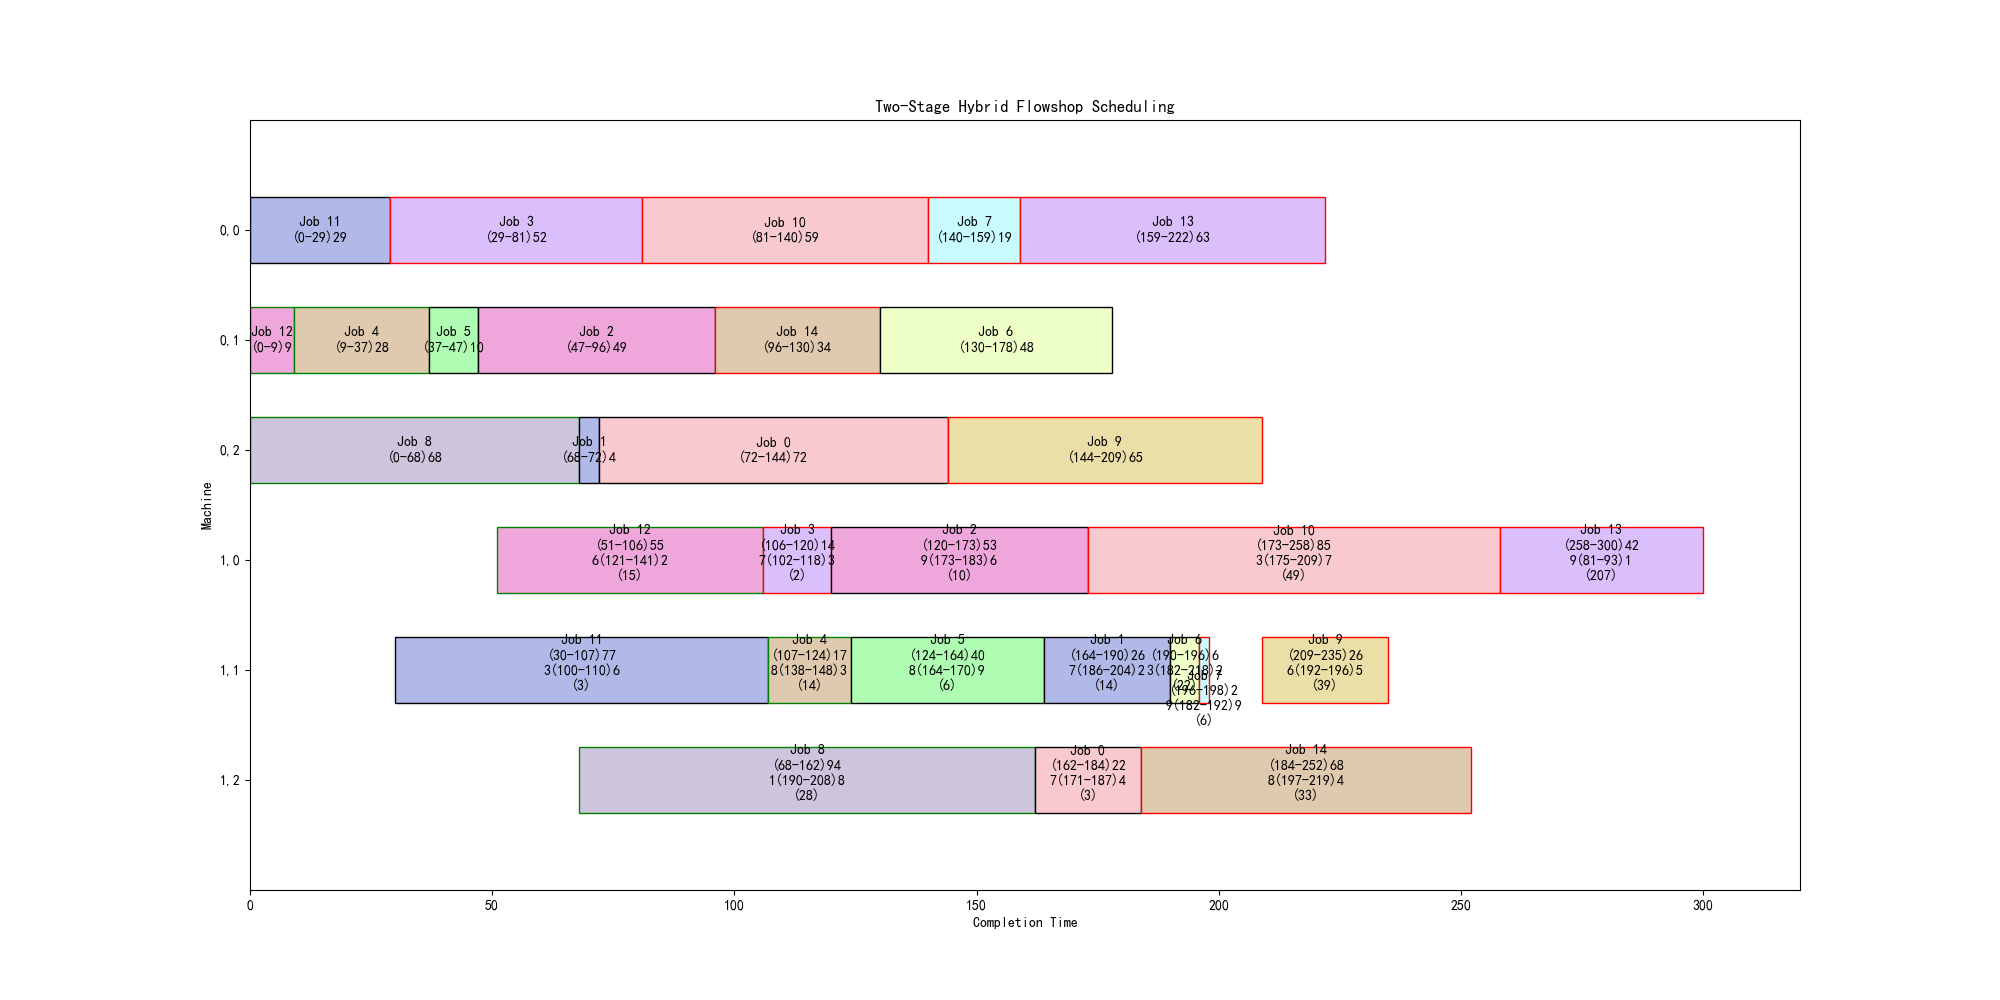 Two-Stage Hybrid Flowshop Scheduling
Machine
0,0
Job 11
(0-29)29
Job 3
(29-81)52
Job 10
(81-140)59
Job 7
(140-159)19
Job 13
(159-222)63
0,1
Job 12
(0-9)9
Job 4
(9-37)28
Job 5
(37-47)10
Job 2
(47-96)49
Job 14
(96-130)34
Job 6
(130-178)48
0,2
Job 8
(0-68)68
Job 1
(68-72)4
Job 0
(72-144)72
Job 9
(144-209)65
1,0
Job 12
(51-106)55
6(121-141)2
(15)
Job 3
(106-120)14
7(102-118)3
(2)
Job 2
(120-173)53
9(173-183)6
(10)
Job 10
(173-258)85
3(175-209)7
(49)
Job 13
(258-300)42
9(81-93)1
(207)
1,1
Job 11
(30-107)77
3(100-110)6
(3)
Job 4
(107-124)17
8(138-148)3
(14)
Job 5
(124-164)40
8(164-170)9
(6)
Job 1
(164-190)26
7(186-204)2
(14)
Job 6
(190-196)6
3(182-218)2
(22)
Job 7
(196-198)2
9(182-192)9
(6)
Job 9
(209-235)26
6(192-196)5
(39)
1,2
Job 8
(68-162)94
1(190-208)8
(28)
Job 0
(162-184)22
7(171-187)4
(3)
Job 14
(184-252)68
8(197-219)4
(33)
0
50
100
150
200
250
300
Completion Time